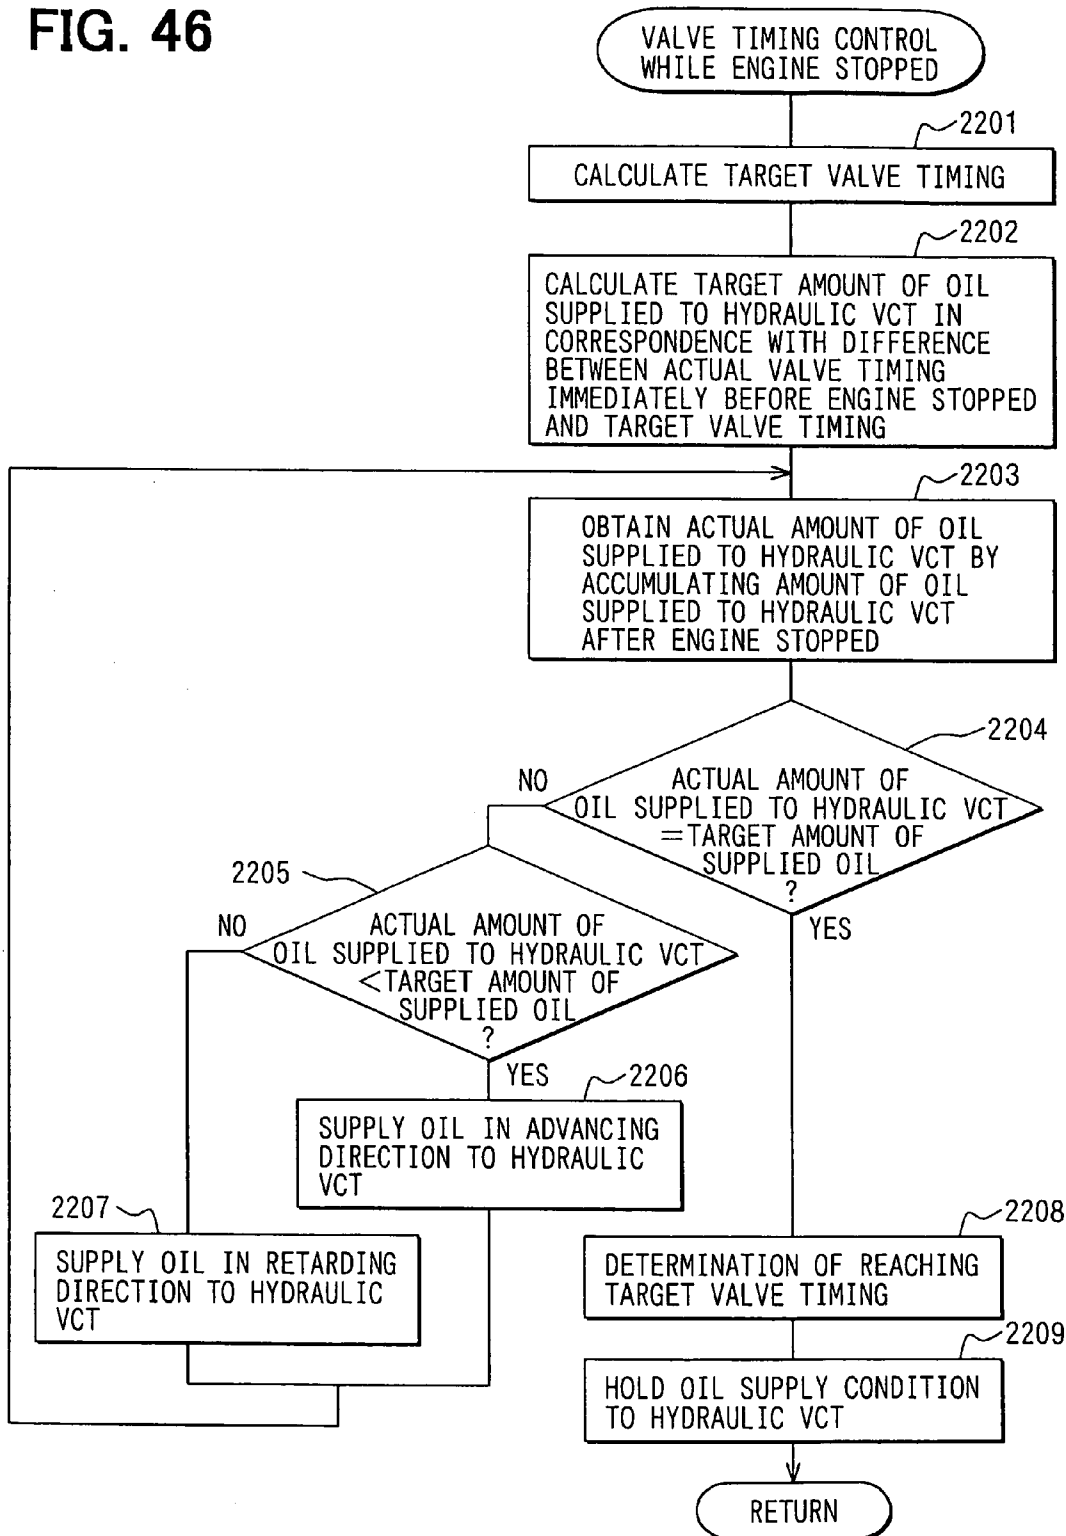 FIG. 46
VALVE TIMING CONTROL
WHILE ENGINE STOPPED
2201
CALCULATE TARGET VALVE TIMING
2202
CALCULATE TARGET AMOUNT OF OIL
SUPPLIED TO HYDRAULIC VCT IN
CORRESPONDENCE WITH DIFFERENCE
BETWEEN ACTUAL VALVE TIMING
IMMEDIATELY BEFORE ENGINE STOPPED
AND TARGET VALVE TIMING
2203
OBTAIN ACTUAL AMOUNT OF OIL
SUPPLIED TO HYDRAULIC VCT BY
ACCUMULATING AMOUNT OF OIL
SUPPLIED TO HYDRAULIC VCT
AFTER ENGINE STOPPED
2204
NO
ACTUAL AMOUNT OF
OIL SUPPLIED TO HYDRAULIC VCT
=TARGET AMOUNT OF
SUPPLIED OIL
?
YES
2205
NO
ACTUAL AMOUNT OF
OIL SUPPLIED TO HYDRAULIC VCT
<TARGET AMOUNT OF
SUPPLIED OIL
?
YES
2206
SUPPLY OIL IN ADVANCING
DIRECTION TO HYDRAULIC
VCT
2207
SUPPLY OIL IN RETARDING
DIRECTION TO HYDRAULIC
VCT
2208
DETERMINATION OF REACHING
TARGET VALVE TIMING
2209
HOLD OIL SUPPLY CONDITION
TO HYDRAULIC VCT
RETURN